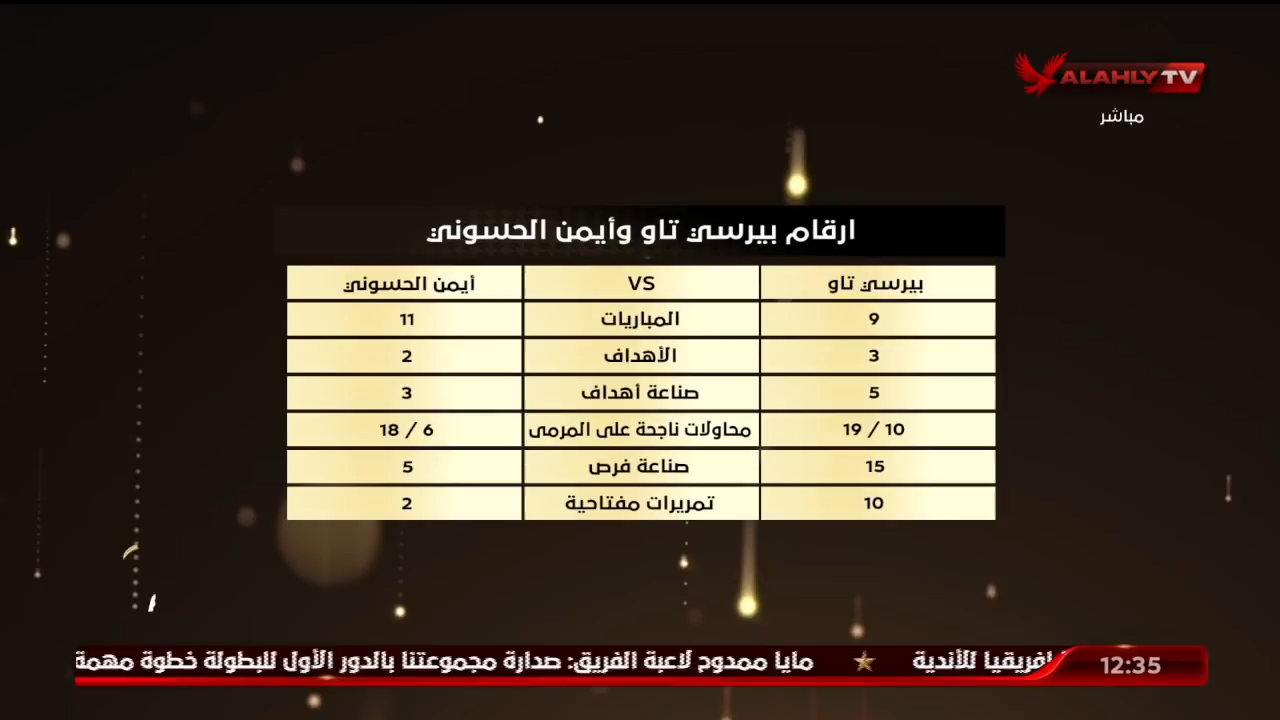 ALAHLY TV
مباشر
ارقام بيرسي تاو وأيمن الحسوني
بيرسي تاو VS أيمن الحسوني
9 المباريات 11
3 الأهداف 2
5 صناعة أهداف 3
19 / 10 محاولات ناجحة على المرمى 18 / 6
15 صناعة فرص 5
10 تمريرات مفتاحية 2
12:35 افريقيا للأندية ★ مايا ممدوح لاعبة الفريق: صدارة مجموعتنا بالدور الأول للبطولة خطوة مهمة